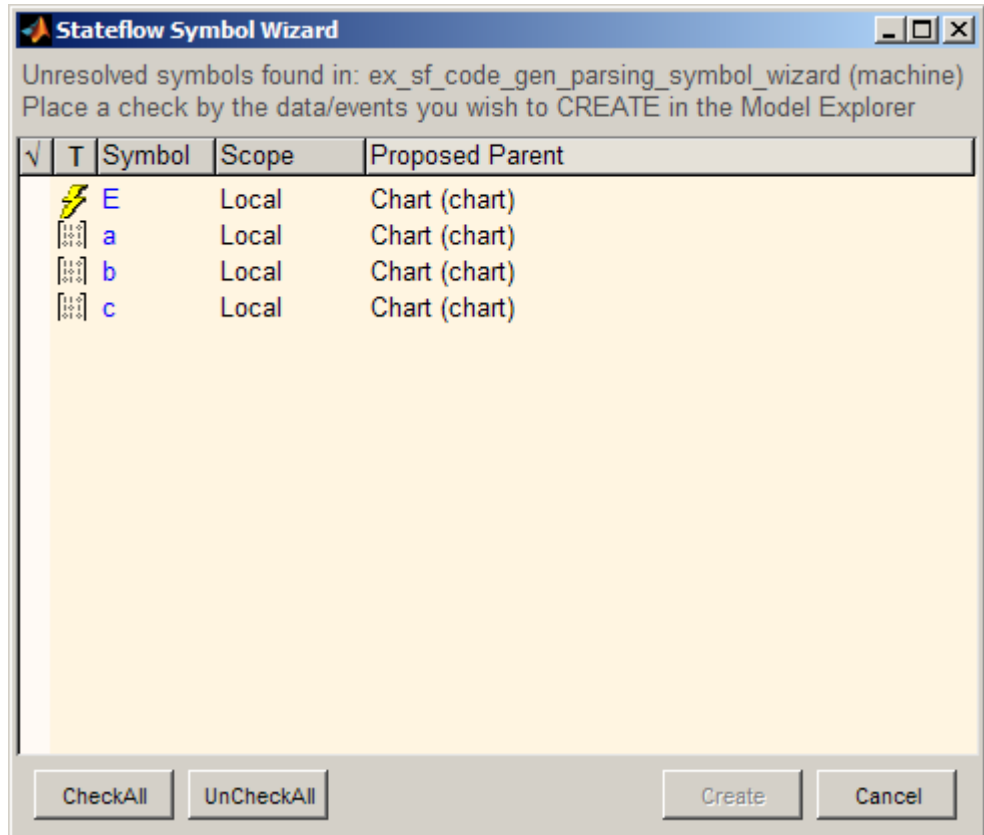 Stateflow Symbol Wizard
Unresolved symbols found in: ex_sf_code_gen_parsing_symbol_wizard (machine)
Place a check by the data/events you wish to CREATE in the Model Explorer
√ T Symbol Scope Proposed Parent
E Local Chart (chart)
a Local Chart (chart)
b Local Chart (chart)
c Local Chart (chart)
CheckAll UnCheckAll Create Cancel